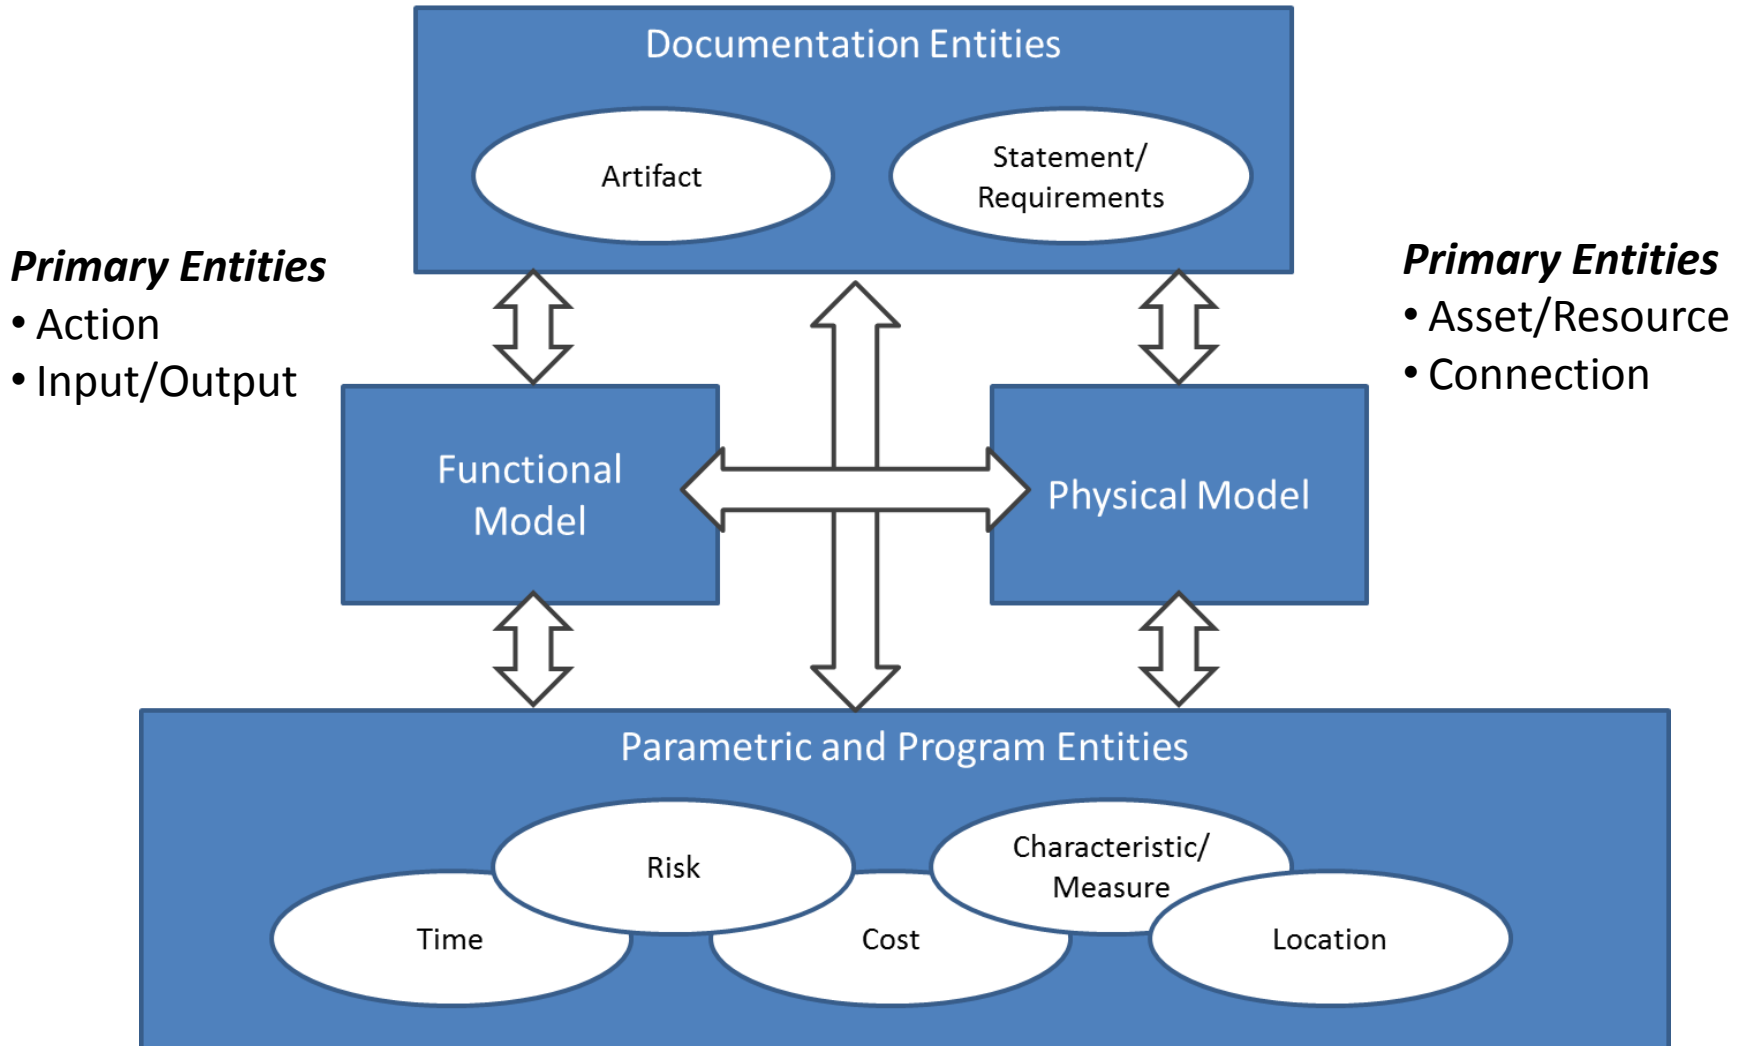 Documentation Entities
Artifact
Statement/
Requirements
Primary Entities
• Action
• Input/Output
Primary Entities
• Asset/Resource
• Connection
Functional
Model
Physical Model
Parametric and Program Entities
Risk
Characteristic/
Measure
Time
Cost
Location